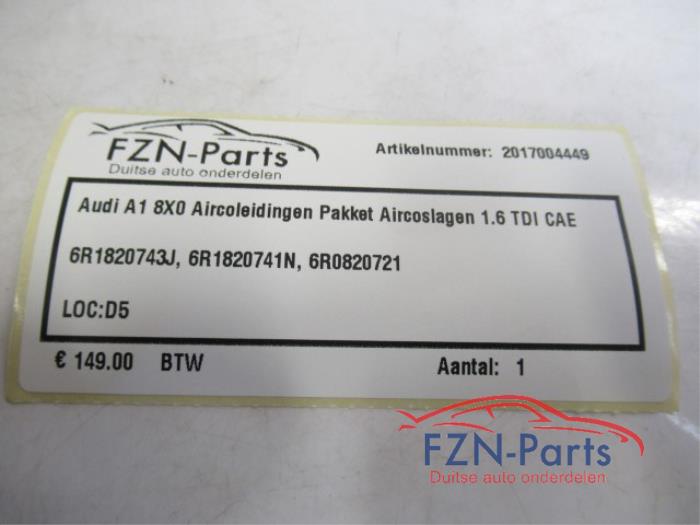 FZN-Parts
Duitse auto onderdelen
Artikelnummer: 2017004449
Audi A1 8X0 Aircoleidingen Pakket Aircoslagen 1.6 TDI CAE
6R1820743J, 6R1820741N, 6R0820721
LOC:D5
€ 149.00 BTW Aantal: 1
FZN-Parts
Duitse auto onderdelen